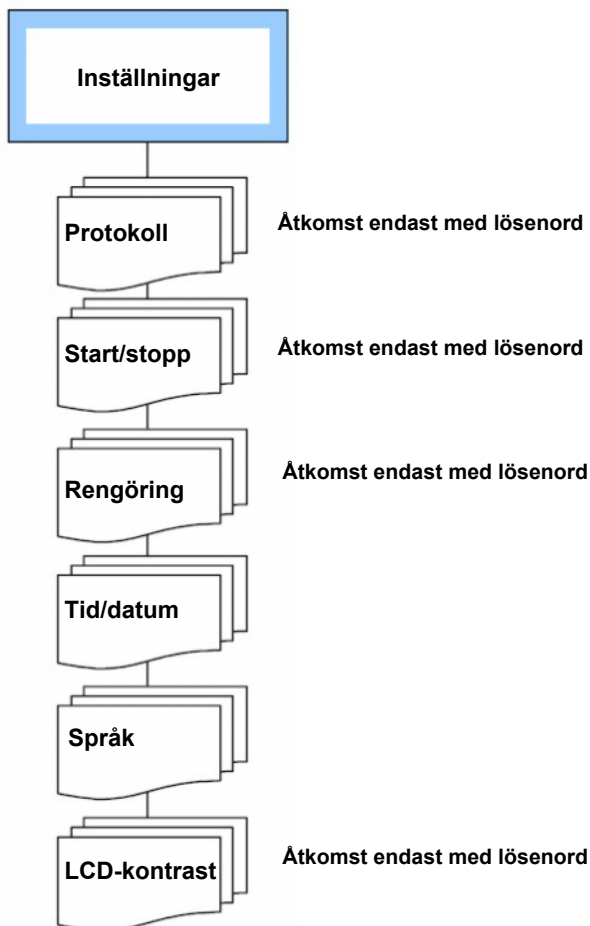 Inställningar
Protokoll
Åtkomst endast med lösenord
Start/stopp
Åtkomst endast med lösenord
Rengöring
Åtkomst endast med lösenord
Tid/datum
Språk
LCD-kontrast
Åtkomst endast med lösenord